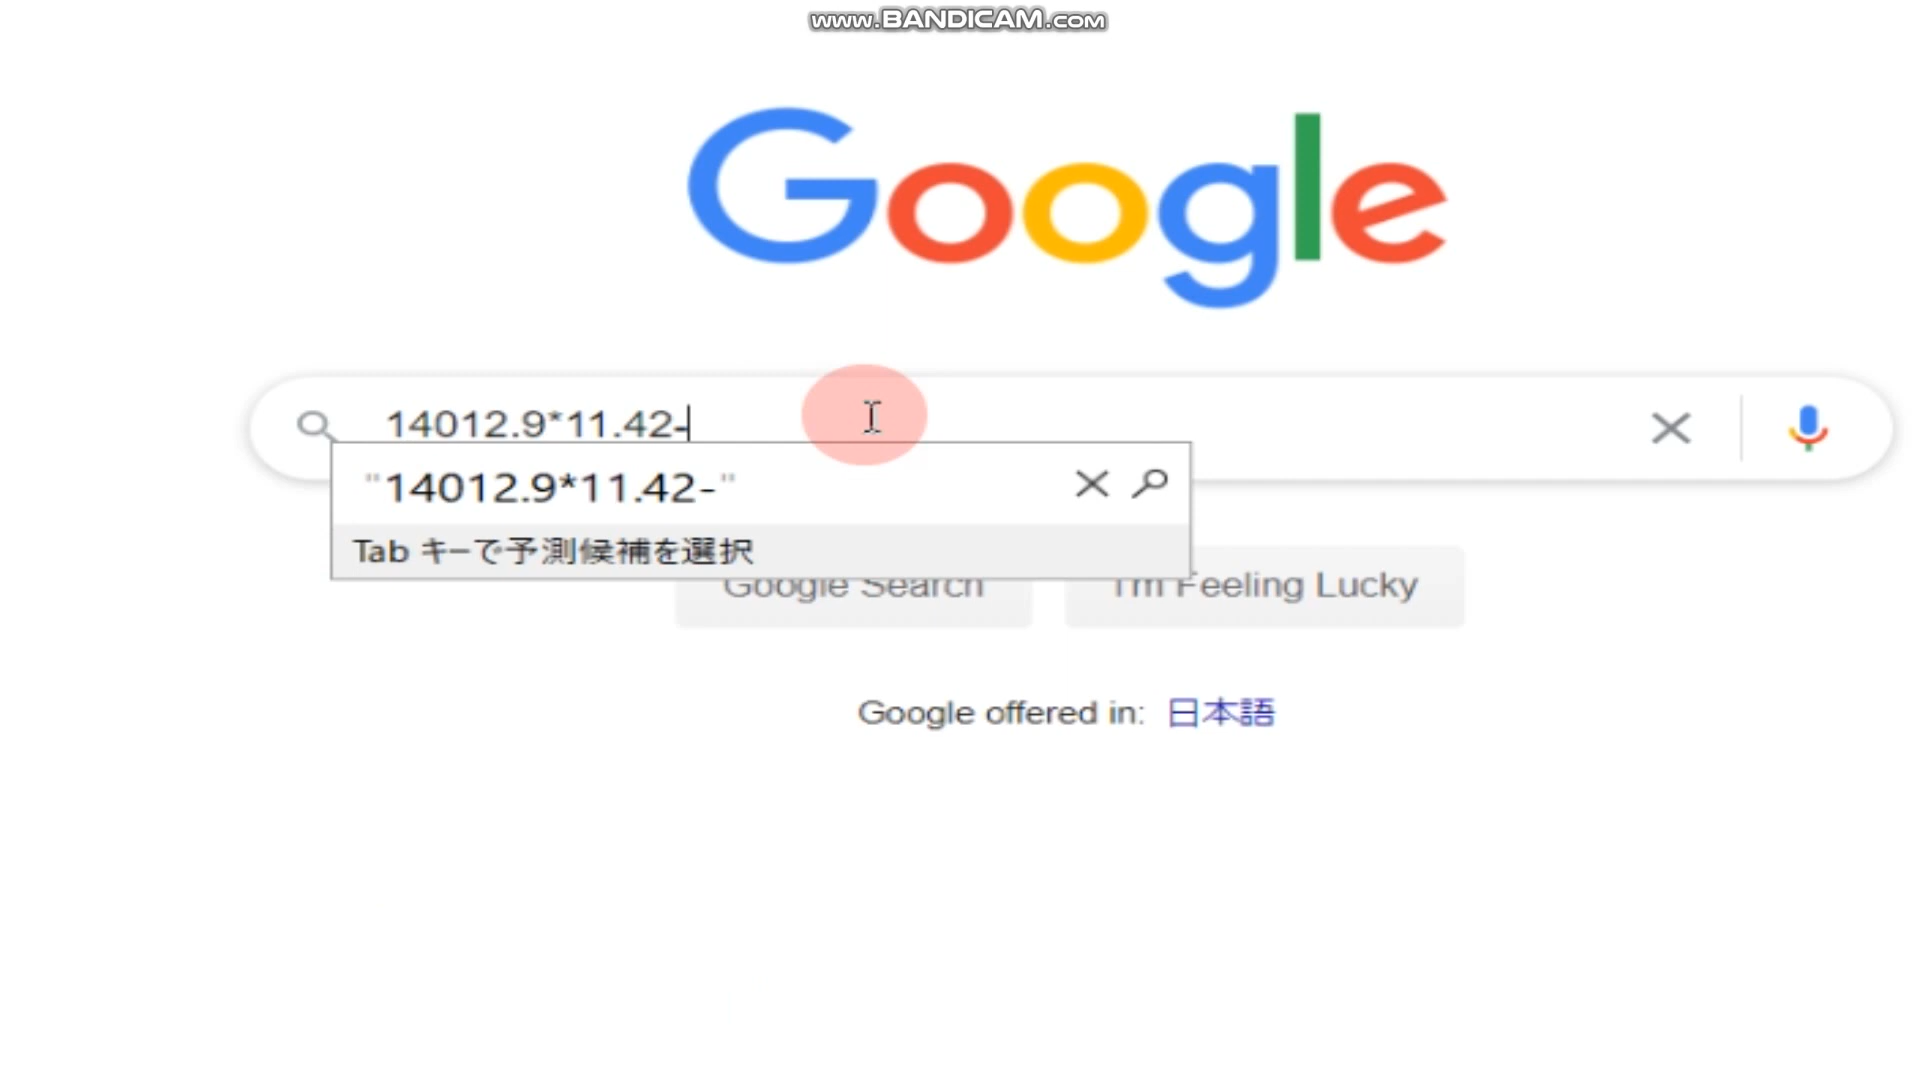 www.BANDICAM.com
Google
14012.9*11.42-
"14012.9*11.42-"
Tab キーで予測候補を選択
Google Search
I'm Feeling Lucky
Google offered in: 日本語